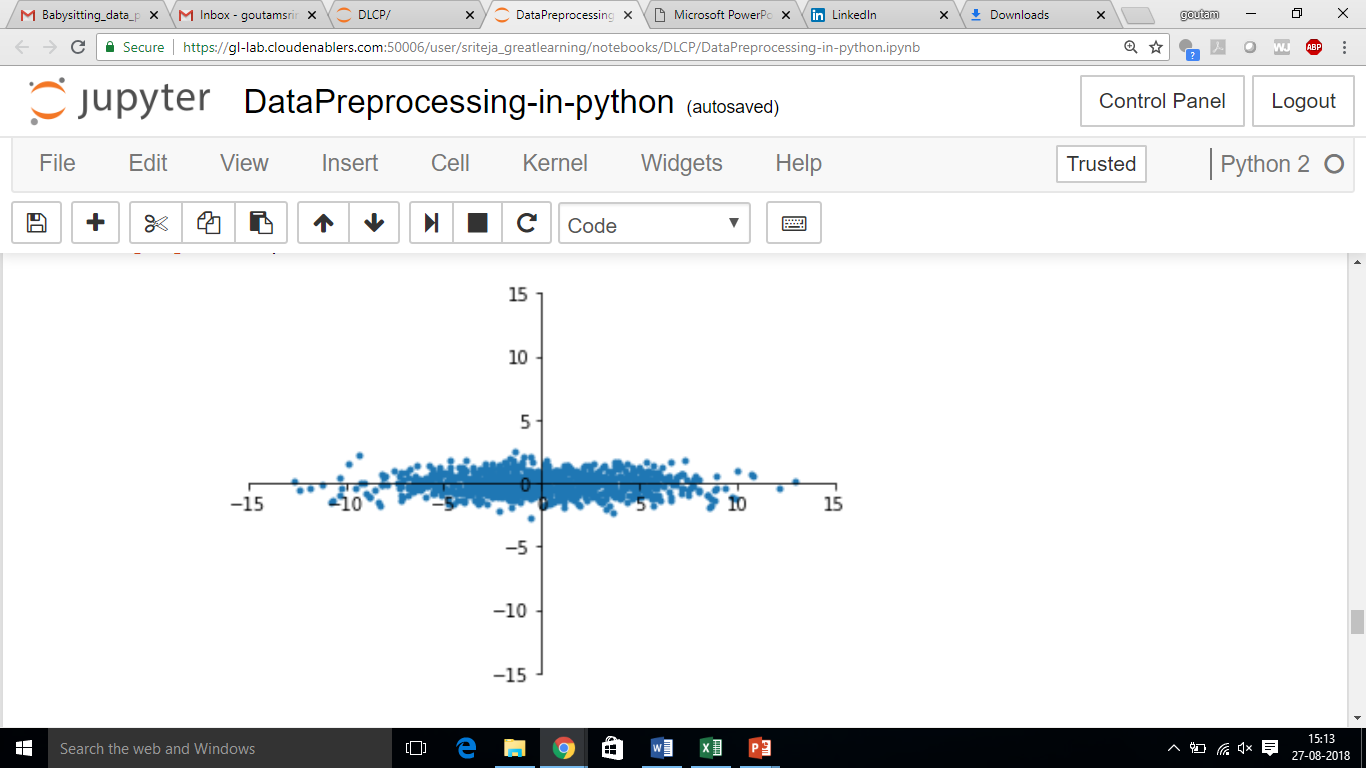 Babysitting_data_p
Inbox - goutamsri
DLCP/
DataPreprocessing
Microsoft PowerPo
LinkedIn
Downloads
goutam
Secure
https://gl-lab.cloudenablers.com:50006/user/sriteja_greatlearning/notebooks/DLCP/DataPreprocessing-in-python.ipynb
?
WJ
ABP
jupyter DataPreprocessing-in-python (autosaved)
Control Panel
Logout
File Edit View Insert Cell Kernel Widgets Help
Trusted
Python 2
Code
15
10
5
0
−15 −10 −5 0 5 10 15
−5
−10
−15
Search the web and Windows
15:13
27-08-2018